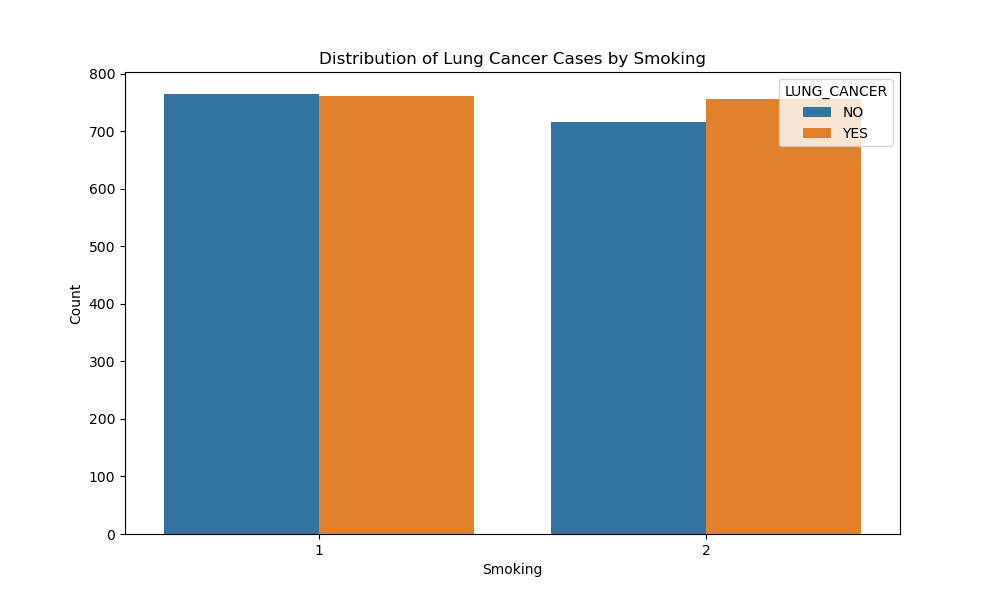 Distribution of Lung Cancer Cases by Smoking
LUNG_CANCER
NO
YES
800
700
600
500
400
300
200
100
0
Count
1
2
Smoking